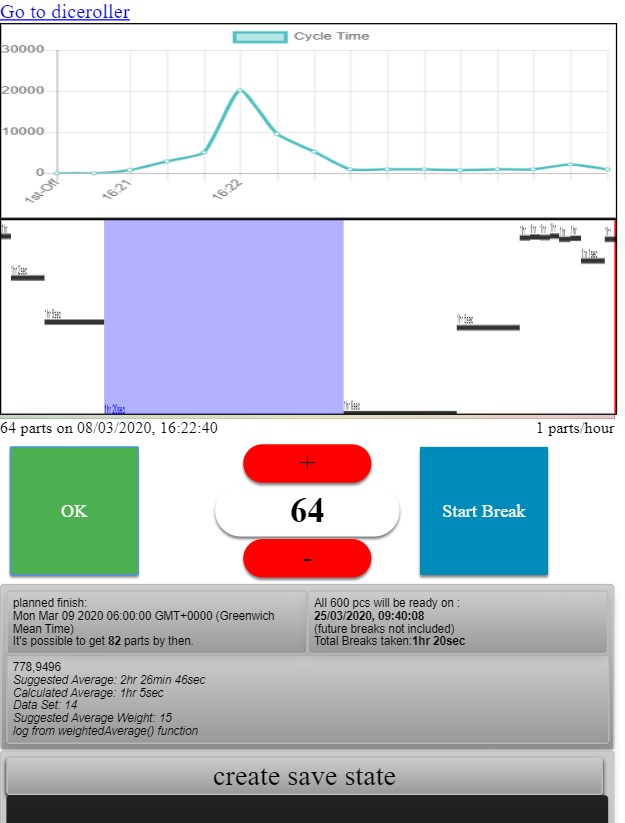 Go to diceroller
Cycle Time
30000
20000
10000
0
1st-Off
16:21
16:22
1hr 20sec
64 parts on 08/03/2020, 16:22:40
1 parts/hour
+
OK
64
Start Break
-
planned finish:
Mon Mar 09 2020 06:00:00 GMT+0000 (Greenwich
Mean Time)
It's possible to get 82 parts by then.
All 600 pcs will be ready on :
25/03/2020, 09:40:08
(future breaks not included)
Total Breaks taken:1hr 20sec
778,9496
Suggested Average: 2hr 26min 46sec
Calculated Average: 1hr 5sec
Data Set: 14
Suggested Average Weight: 15
log from weightedAverage() function
create save state